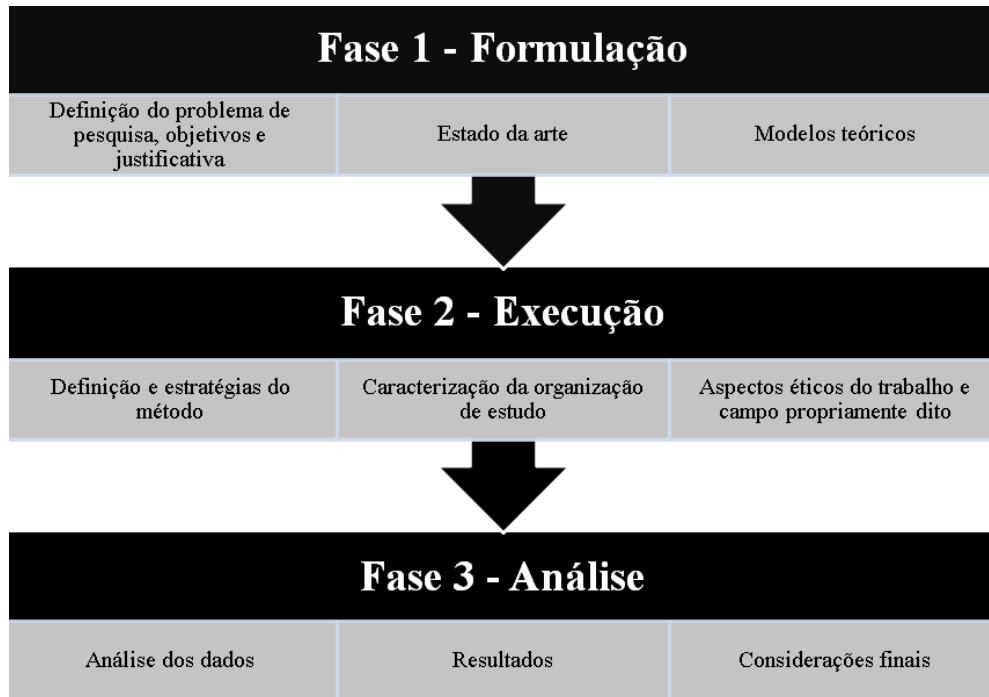 Fase 1 - Formulação
Definição do problema de
pesquisa, objetivos e
justificativa
Estado da arte
Modelos teóricos
Fase 2 - Execução
Definição e estratégias do
método
Caracterização da organização
de estudo
Aspectos éticos do trabalho e
campo propriamente dito
Fase 3 - Análise
Análise dos dados
Resultados
Considerações finais